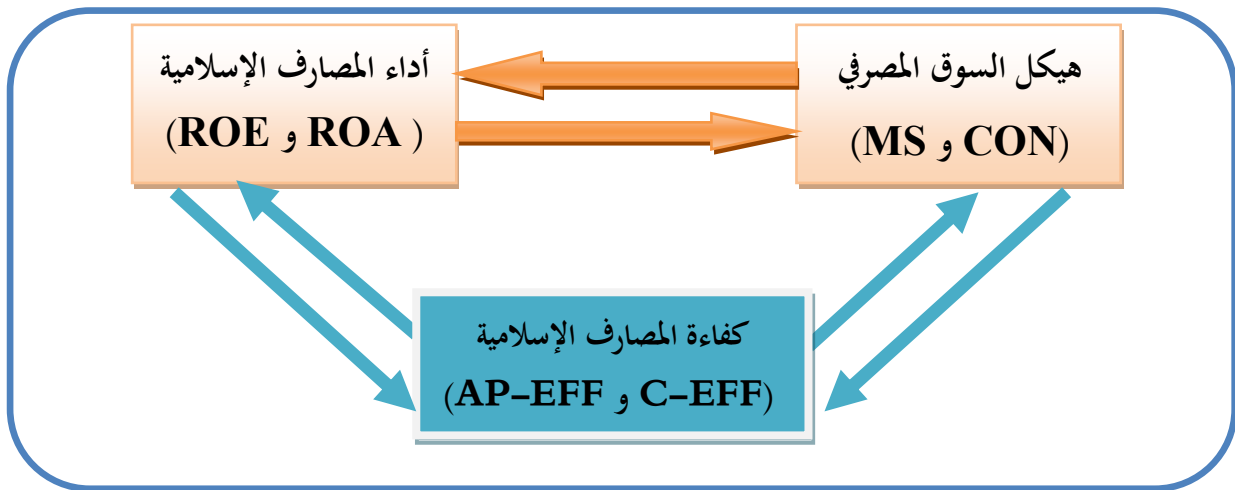 هيكل السوق المصرفي
(CON و MS)
أداء المصارف الإسلامية
( ROA و ROE)
كفاءة المصارف الإسلامية
(C-EFF و AP-EFF)